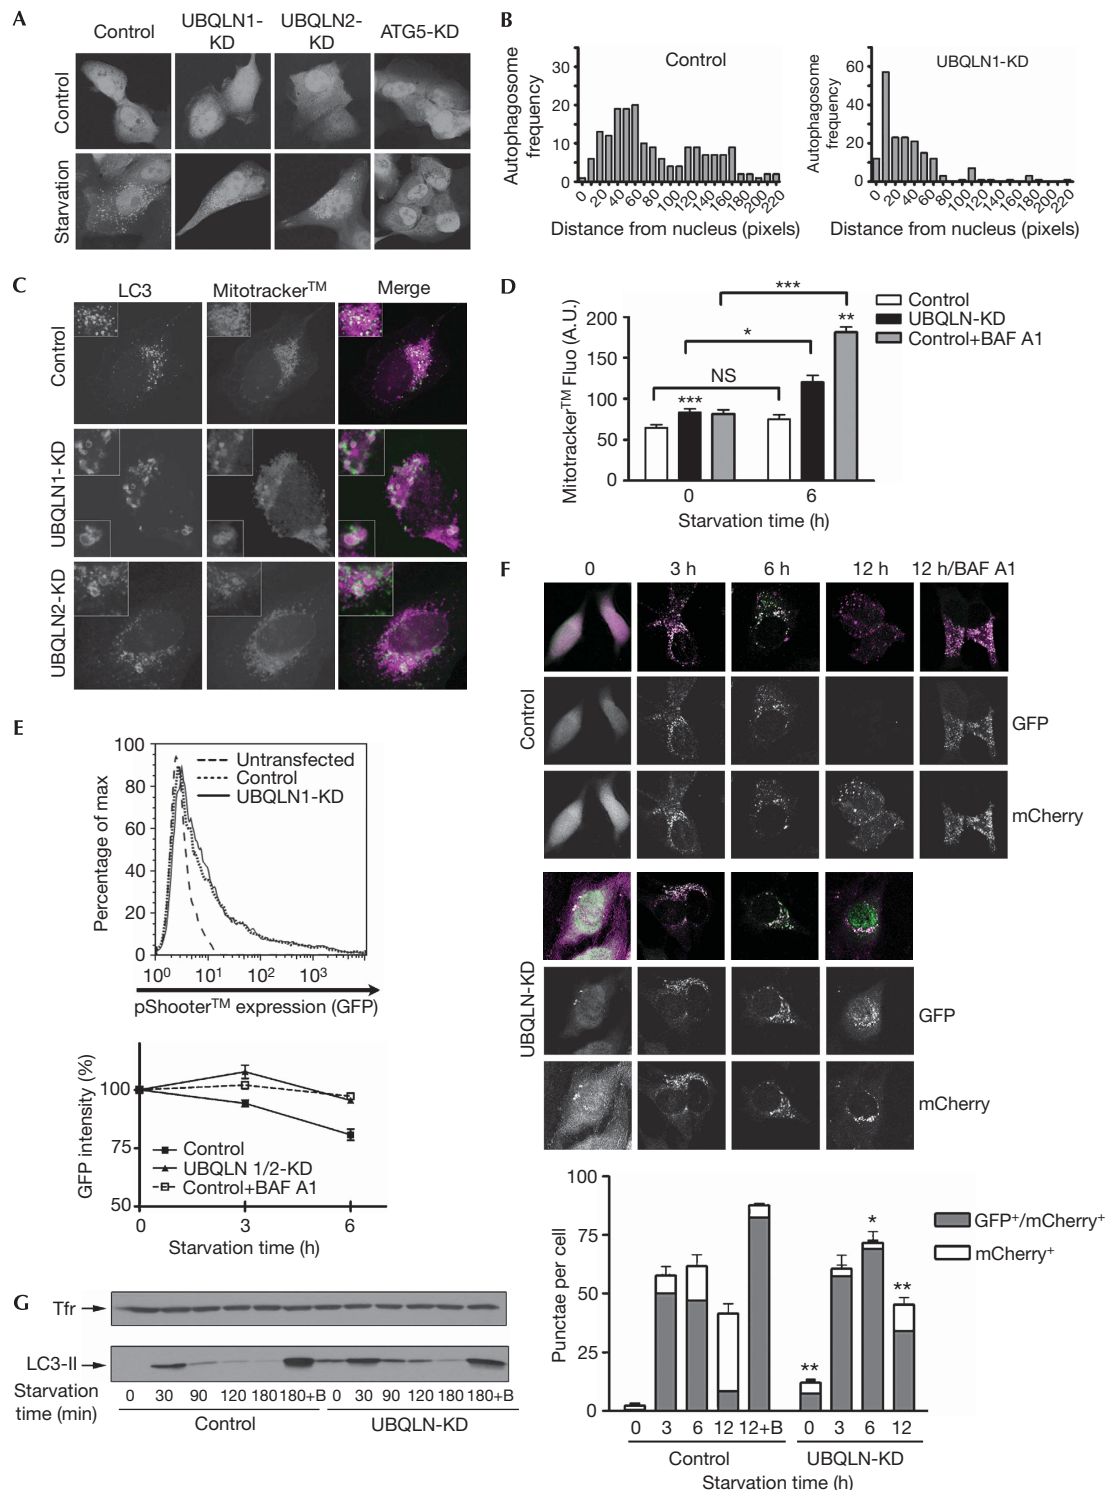 A
Control
UBQLN1-
KD
UBQLN2-
KD
ATG5-KD
Control
Starvation
B
Autophagosome
frequency
30
20
10
0
Control
0
20
40
60
80
100
120
140
160
180
200
220
Distance from nucleus (pixels)
Autophagosome
frequency
60
40
20
0
UBQLN1-KD
0
20
40
60
80
100
120
140
160
180
200
220
Distance from nucleus (pixels)
C
LC3
Mitotracker™
Merge
Control
UBQLN1-KD
UBQLN2-KD
D
Mitotracker™ Fluo (A.U.)
200
150
100
50
0
***
**
*
NS
***
Control
UBQLN-KD
Control+BAF A1
0
6
Starvation time (h)
E
Percentage of max
100
80
60
40
20
0
Untransfected
Control
UBQLN1-KD
10⁰
10¹
10²
10³
pShooter™ expression (GFP)
GFP intensity (%)
100
75
50
Control
UBQLN 1/2-KD
Control+BAF A1
0
3
6
Starvation time (h)
F
0
3 h
6 h
12 h
12 h/BAF A1
Control
GFP
mCherry
UBQLN-KD
GFP
mCherry
Punctae per cell
100
75
50
25
0
**
*
**
GFP⁺/mCherry⁺
mCherry⁺
0 3 6 12 12+B 0 3 6 12
Control UBQLN-KD
Starvation time (h)
G
Tfr
LC3-II
Starvation
time (min)
0 30 90 120 180 180+B 0 30 90 120 180 180+B
Control UBQLN-KD